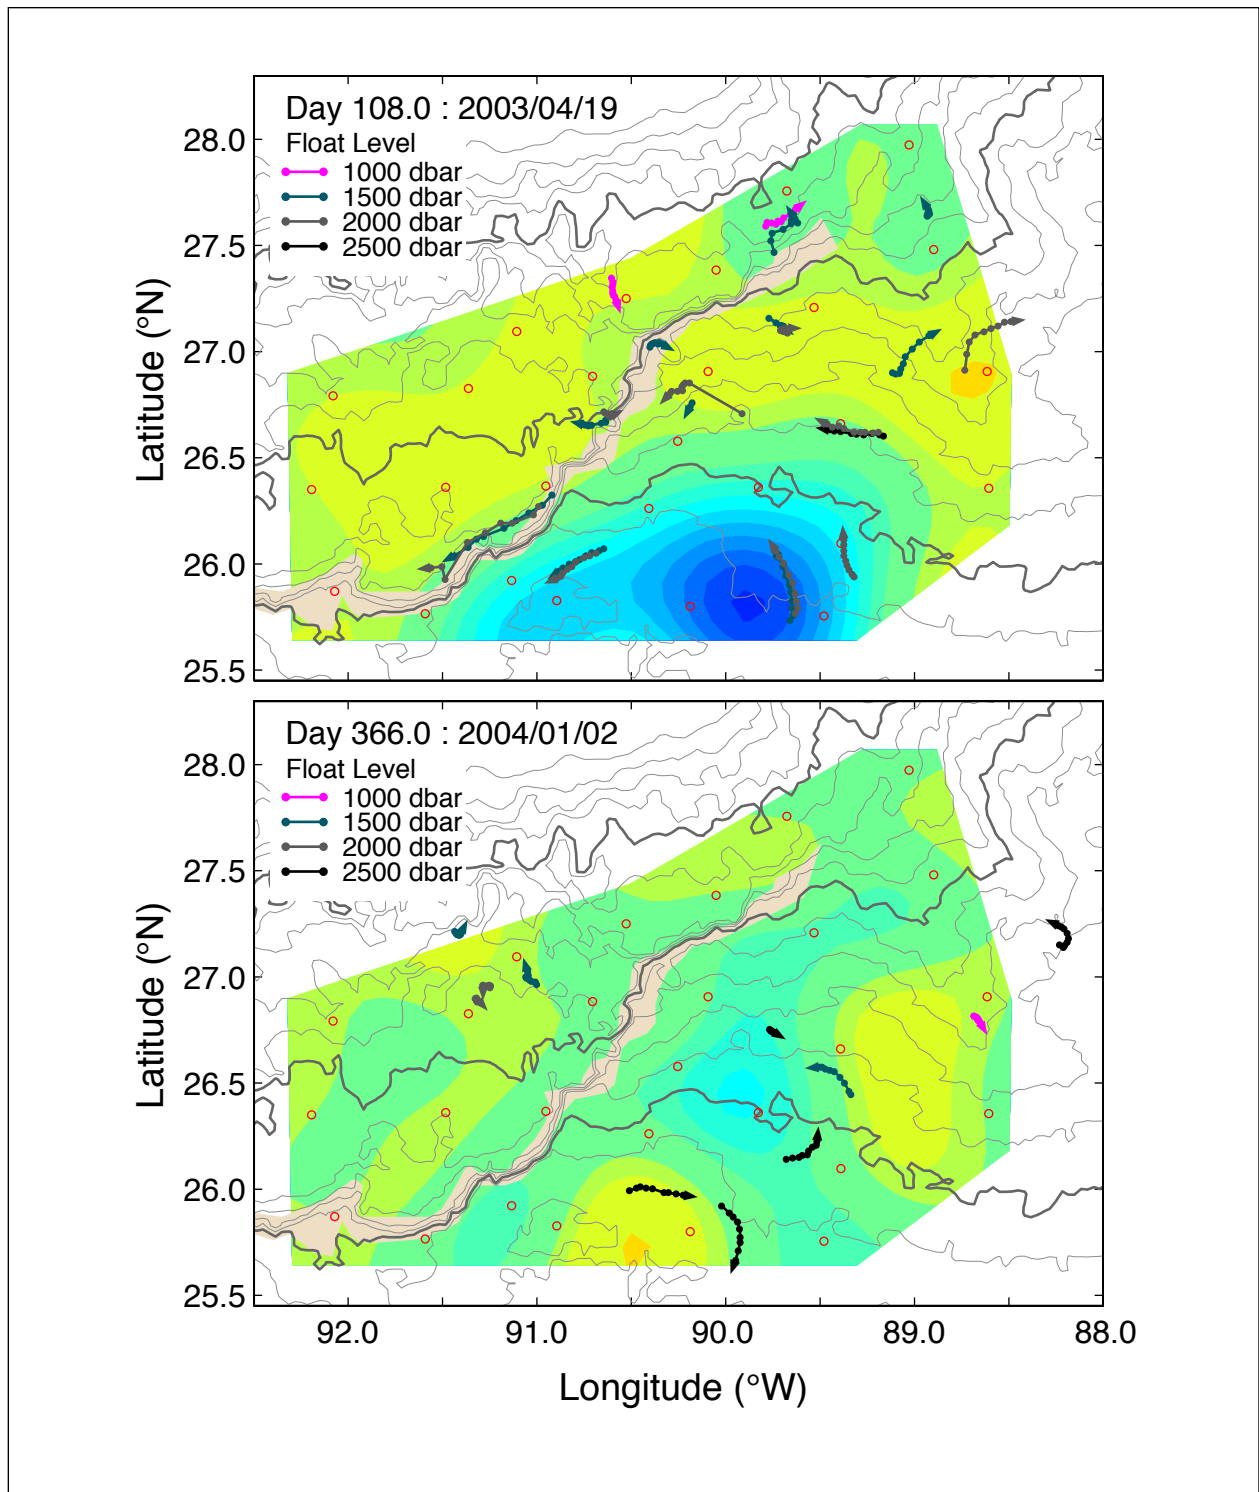 Day 108.0 : 2003/04/19
Float Level
1000 dbar
1500 dbar
2000 dbar
2500 dbar
28.0
27.5
27.0
26.5
26.0
25.5
Latitude (°N)
Day 366.0 : 2004/01/02
Float Level
1000 dbar
1500 dbar
2000 dbar
2500 dbar
28.0
27.5
27.0
26.5
26.0
25.5
Latitude (°N)
92.0 91.0 90.0 89.0 88.0
Longitude (°W)